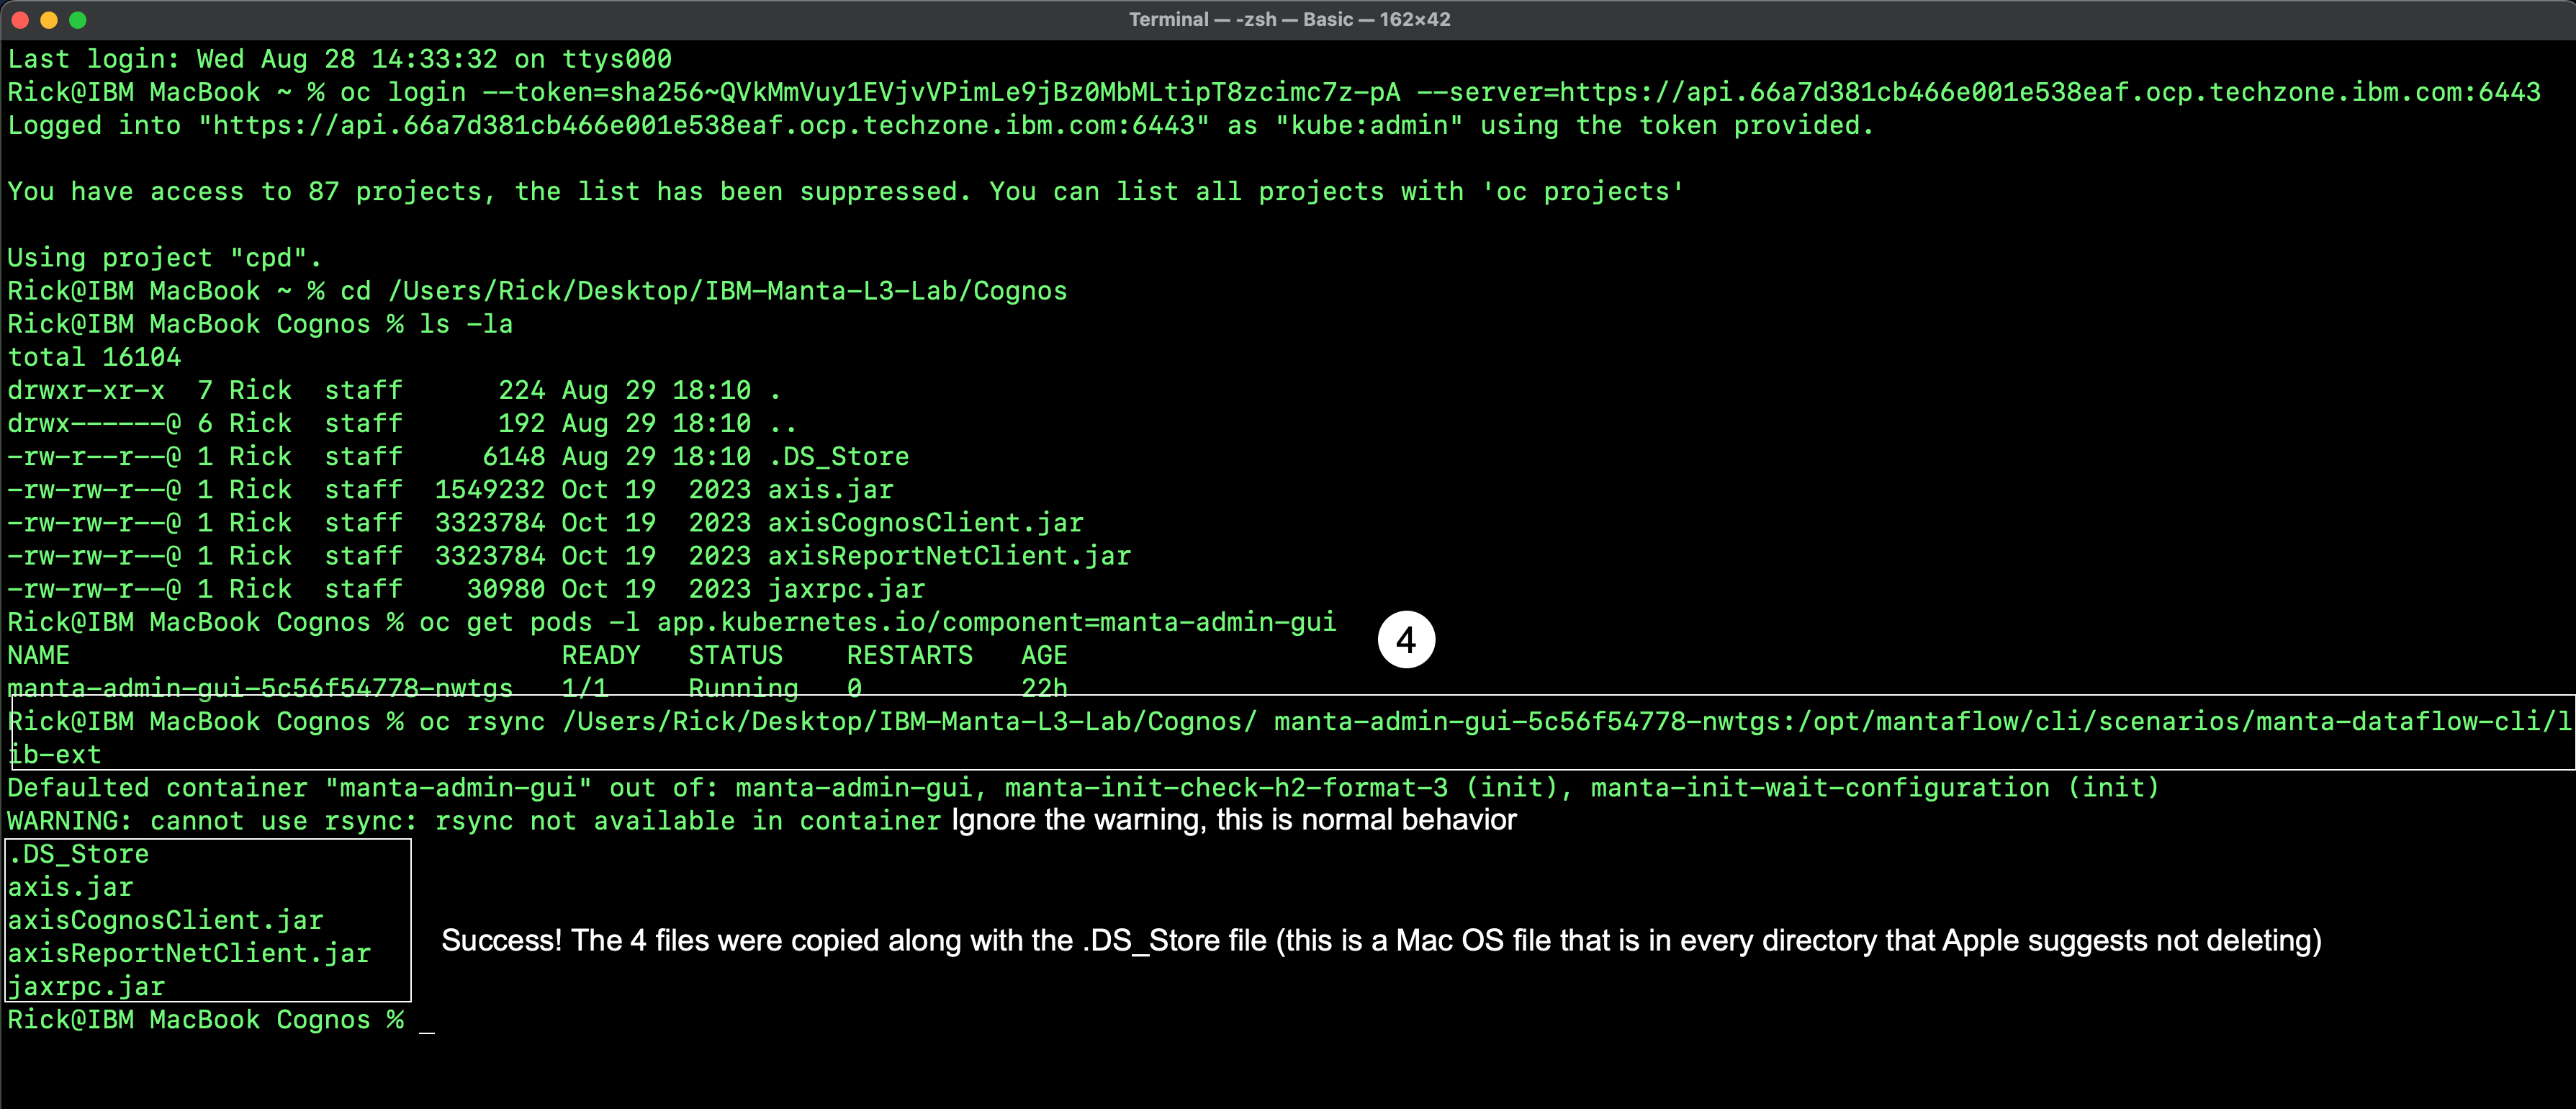 Terminal — -zsh — Basic — 162×42
Last login: Wed Aug 28 14:33:32 on ttys000
Rick@IBM MacBook ~ % oc login --token=sha256~QVkMmVuy1EVjvVPimLe9jBz0MbMLtipT8zcimc7z-pA --server=https://api.66a7d381cb466e001e538eaf.ocp.techzone.ibm.com:6443
Logged into "https://api.66a7d381cb466e001e538eaf.ocp.techzone.ibm.com:6443" as "kube:admin" using the token provided.
You have access to 87 projects, the list has been suppressed. You can list all projects with 'oc projects'
Using project "cpd".
Rick@IBM MacBook ~ % cd /Users/Rick/Desktop/IBM-Manta-L3-Lab/Cognos
Rick@IBM MacBook Cognos % ls -la
total 16104
drwxr-xr-x  7 Rick  staff      224 Aug 29 18:10 .
drwx------@ 6 Rick  staff      192 Aug 29 18:10 ..
-rw-r--r--@ 1 Rick  staff     6148 Aug 29 18:10 .DS_Store
-rw-rw-r--@ 1 Rick  staff  1549232 Oct 19  2023 axis.jar
-rw-rw-r--@ 1 Rick  staff  3323784 Oct 19  2023 axisCognosClient.jar
-rw-rw-r--@ 1 Rick  staff  3323784 Oct 19  2023 axisReportNetClient.jar
-rw-rw-r--@ 1 Rick  staff    30980 Oct 19  2023 jaxrpc.jar
Rick@IBM MacBook Cognos % oc get pods -l app.kubernetes.io/component=manta-admin-gui
4
NAME                               READY   STATUS    RESTARTS   AGE
manta-admin-gui-5c56f54778-nwtgs   1/1     Running   0          22h
Rick@IBM MacBook Cognos % oc rsync /Users/Rick/Desktop/IBM-Manta-L3-Lab/Cognos/ manta-admin-gui-5c56f54778-nwtgs:/opt/mantaflow/cli/scenarios/manta-dataflow-cli/l
ib-ext
Defaulted container "manta-admin-gui" out of: manta-admin-gui, manta-init-check-h2-format-3 (init), manta-init-wait-configuration (init)
WARNING: cannot use rsync: rsync not available in container Ignore the warning, this is normal behavior
.DS_Store
axis.jar
axisCognosClient.jar
Success! The 4 files were copied along with the .DS_Store file (this is a Mac OS file that is in every directory that Apple suggests not deleting)
axisReportNetClient.jar
jaxrpc.jar
Rick@IBM MacBook Cognos % _